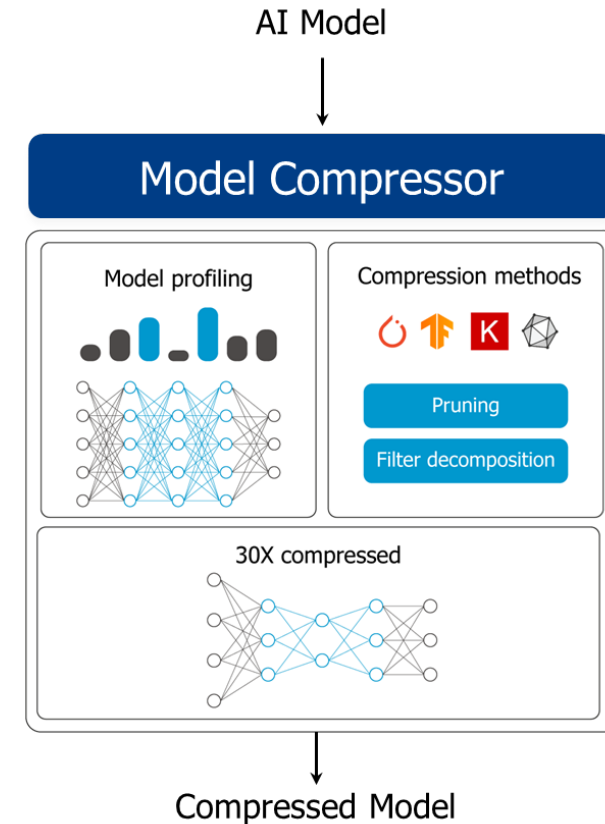 AI Model
Model Compressor
Model profiling
Compression methods
K
Pruning
Filter decomposition
30X compressed
Compressed Model